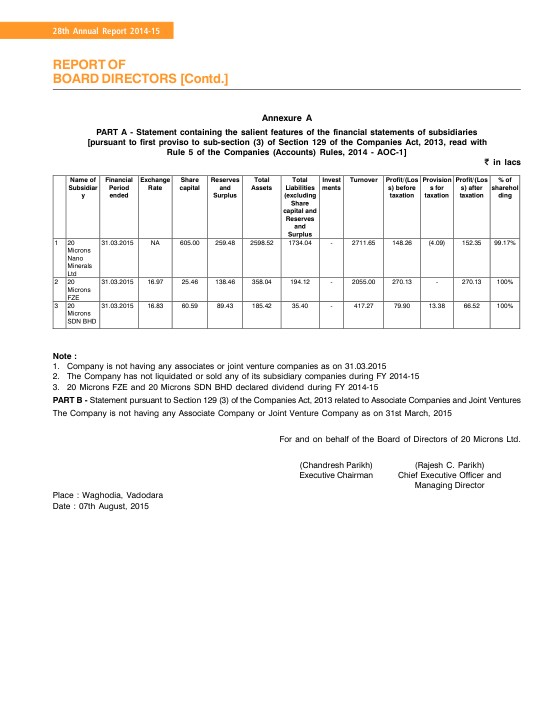 28th Annual Report 2014-15
REPORT OF
BOARD DIRECTORS [Contd.]
Annexure A
PART A - Statement containing the salient features of the financial statements of subsidiaries
[pursuant to first proviso to sub-section (3) of Section 129 of the Companies Act, 2013, read with
Rule 5 of the Companies (Accounts) Rules, 2014 - AOC-1]
₹ in lacs
Name of Subsidiar y | Financial Period ended | Exchange Rate | Share capital | Reserves and Surplus | Total Assets | Total Liabilities (excluding Share capital and Reserves and Surplus | Invest ments | Turnover | Profit/(Los s) before taxation | Provision s for taxation | Profit/(Los s) after taxation | % of sharehol ding
1 | 20 Microns Nano Minerals Ltd | 31.03.2015 | NA | 605.00 | 259.48 | 2598.52 | 1734.04 | - | 2711.65 | 148.26 | (4.09) | 152.35 | 99.17%
2 | 20 Microns FZE | 31.03.2015 | 16.97 | 25.46 | 138.46 | 358.04 | 194.12 | - | 2055.00 | 270.13 | - | 270.13 | 100%
3 | 20 Microns SDN BHD | 31.03.2015 | 16.83 | 60.59 | 89.43 | 185.42 | 35.40 | - | 417.27 | 79.90 | 13.38 | 66.52 | 100%
Note :
1. Company is not having any associates or joint venture companies as on 31.03.2015
2. The Company has not liquidated or sold any of its subsidiary companies during FY 2014-15
3. 20 Microns FZE and 20 Microns SDN BHD declared dividend during FY 2014-15
PART B - Statement pursuant to Section 129 (3) of the Companies Act, 2013 related to Associate Companies and Joint Ventures
The Company is not having any Associate Company or Joint Venture Company as on 31st March, 2015
For and on behalf of the Board of Directors of 20 Microns Ltd.
(Chandresh Parikh) (Rajesh C. Parikh)
Executive Chairman Chief Executive Officer and
Managing Director
Place : Waghodia, Vadodara
Date : 07th August, 2015